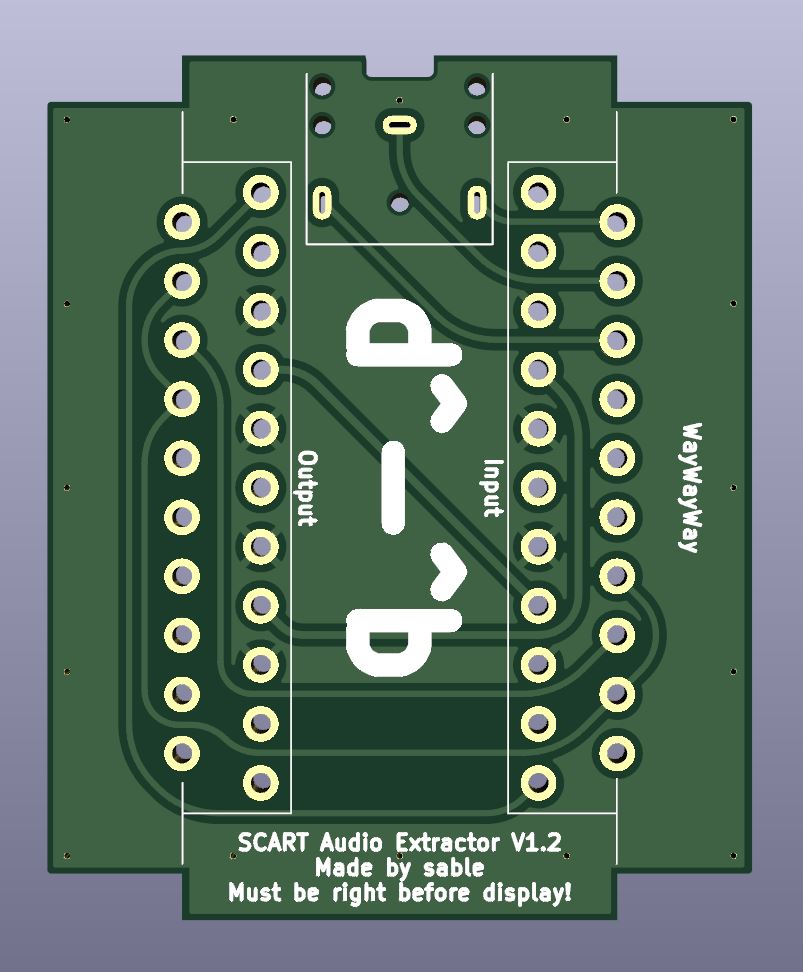 Output
d^-^b
Input
WayWayWay
SCART Audio Extractor V1.2
Made by sable
Must be right before display!